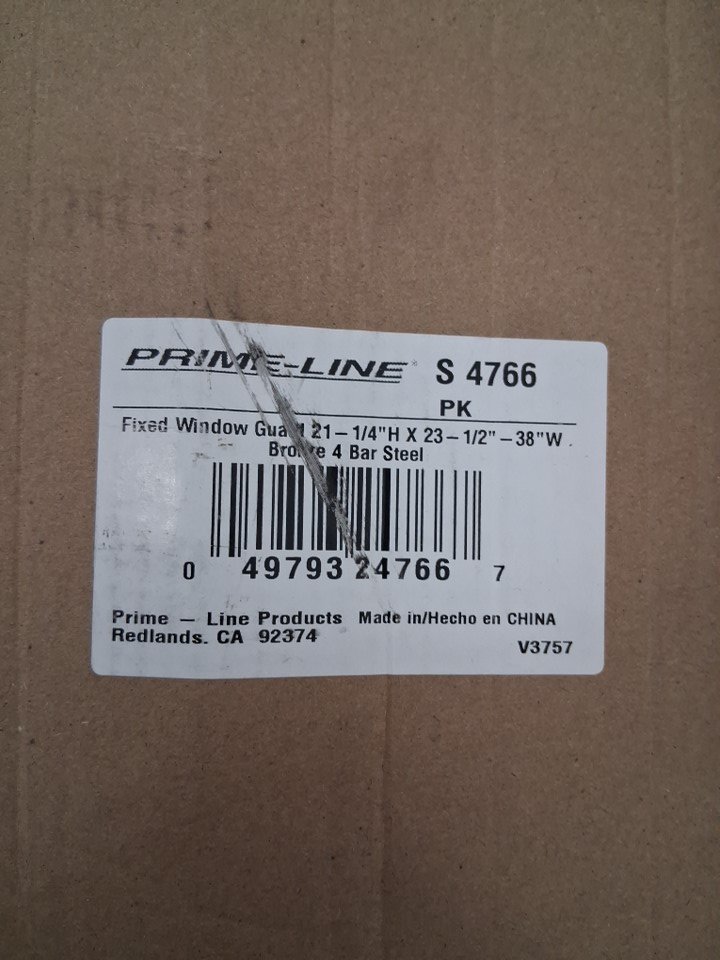 PRIME-LINE® S 4766
PK
Fixed Window Guard 21-1/4"H X 23-1/2"-38"W.
Bronze 4 Bar Steel
0 49793 24766 7
Prime - Line Products Made in/Hecho en CHINA
Redlands. CA 92374
V3757